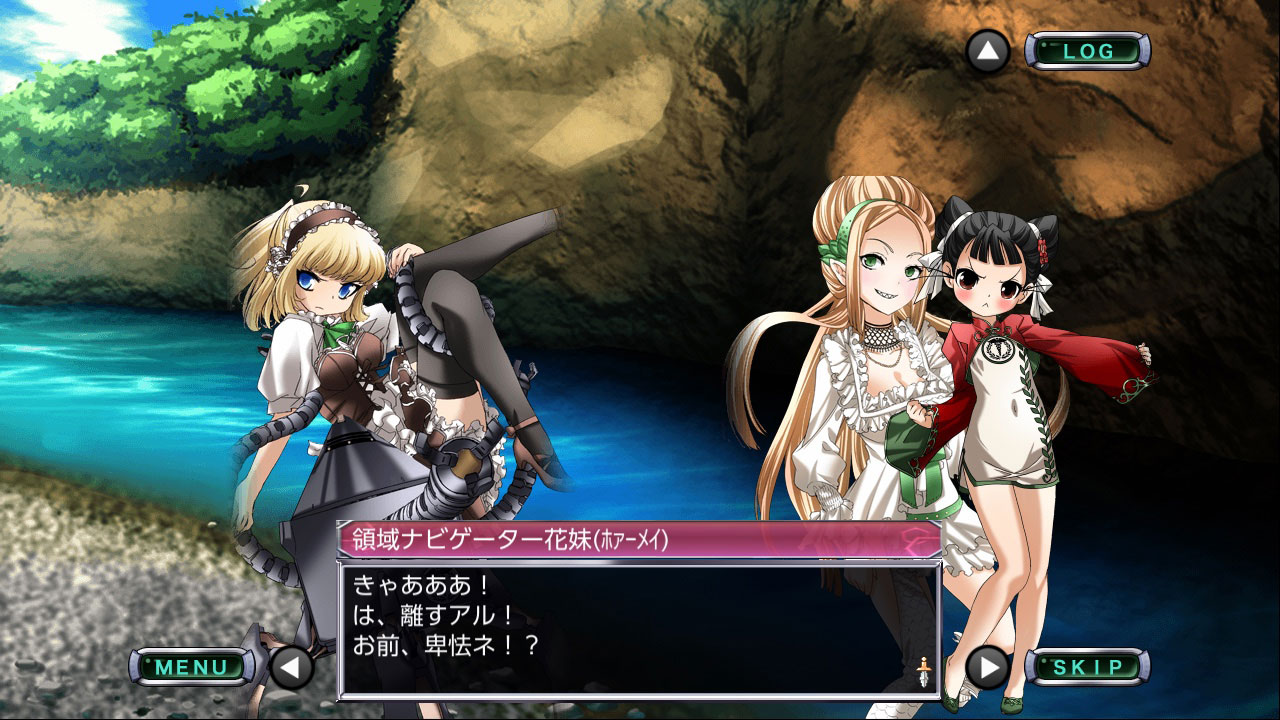 LOG
領域ナビゲーター花妹(ﾎｧｰﾒｲ)
きゃあああ！
は、離すアル！
お前、卑怯ネ！？
MENU
SKIP